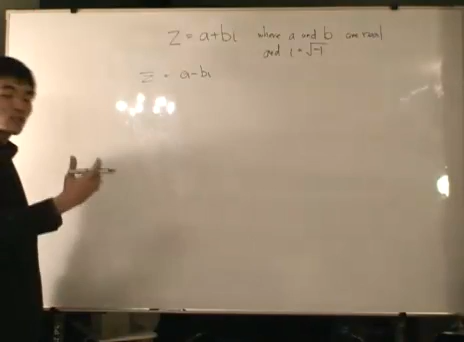 Z = a+bi where a and b are real
and i = √-1
z̅ = a-bi